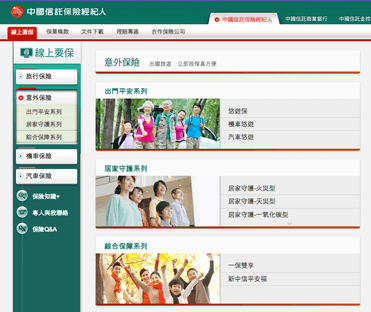 中國信託保險經紀人
中國信託保險經紀人
中國信託商業銀行
中國信託金控
線上要保
保單條款
文件下載
理賠專區
合作保險公司
線上要保
旅行保險
意外保險
出門平安系列
居家守護系列
綜合保障系列
機車保險
汽車保險
保險知識+
專人與我聯絡
保險Q&A
意外保險
出國旅遊 立即投保真方便
出門平安系列
悠遊保
機車悠遊
汽車悠遊
居家守護系列
居家守護-火災型
居家守護-天災型
居家守護-一氧化碳型
綜合保障系列
一保雙享
新中信平安福